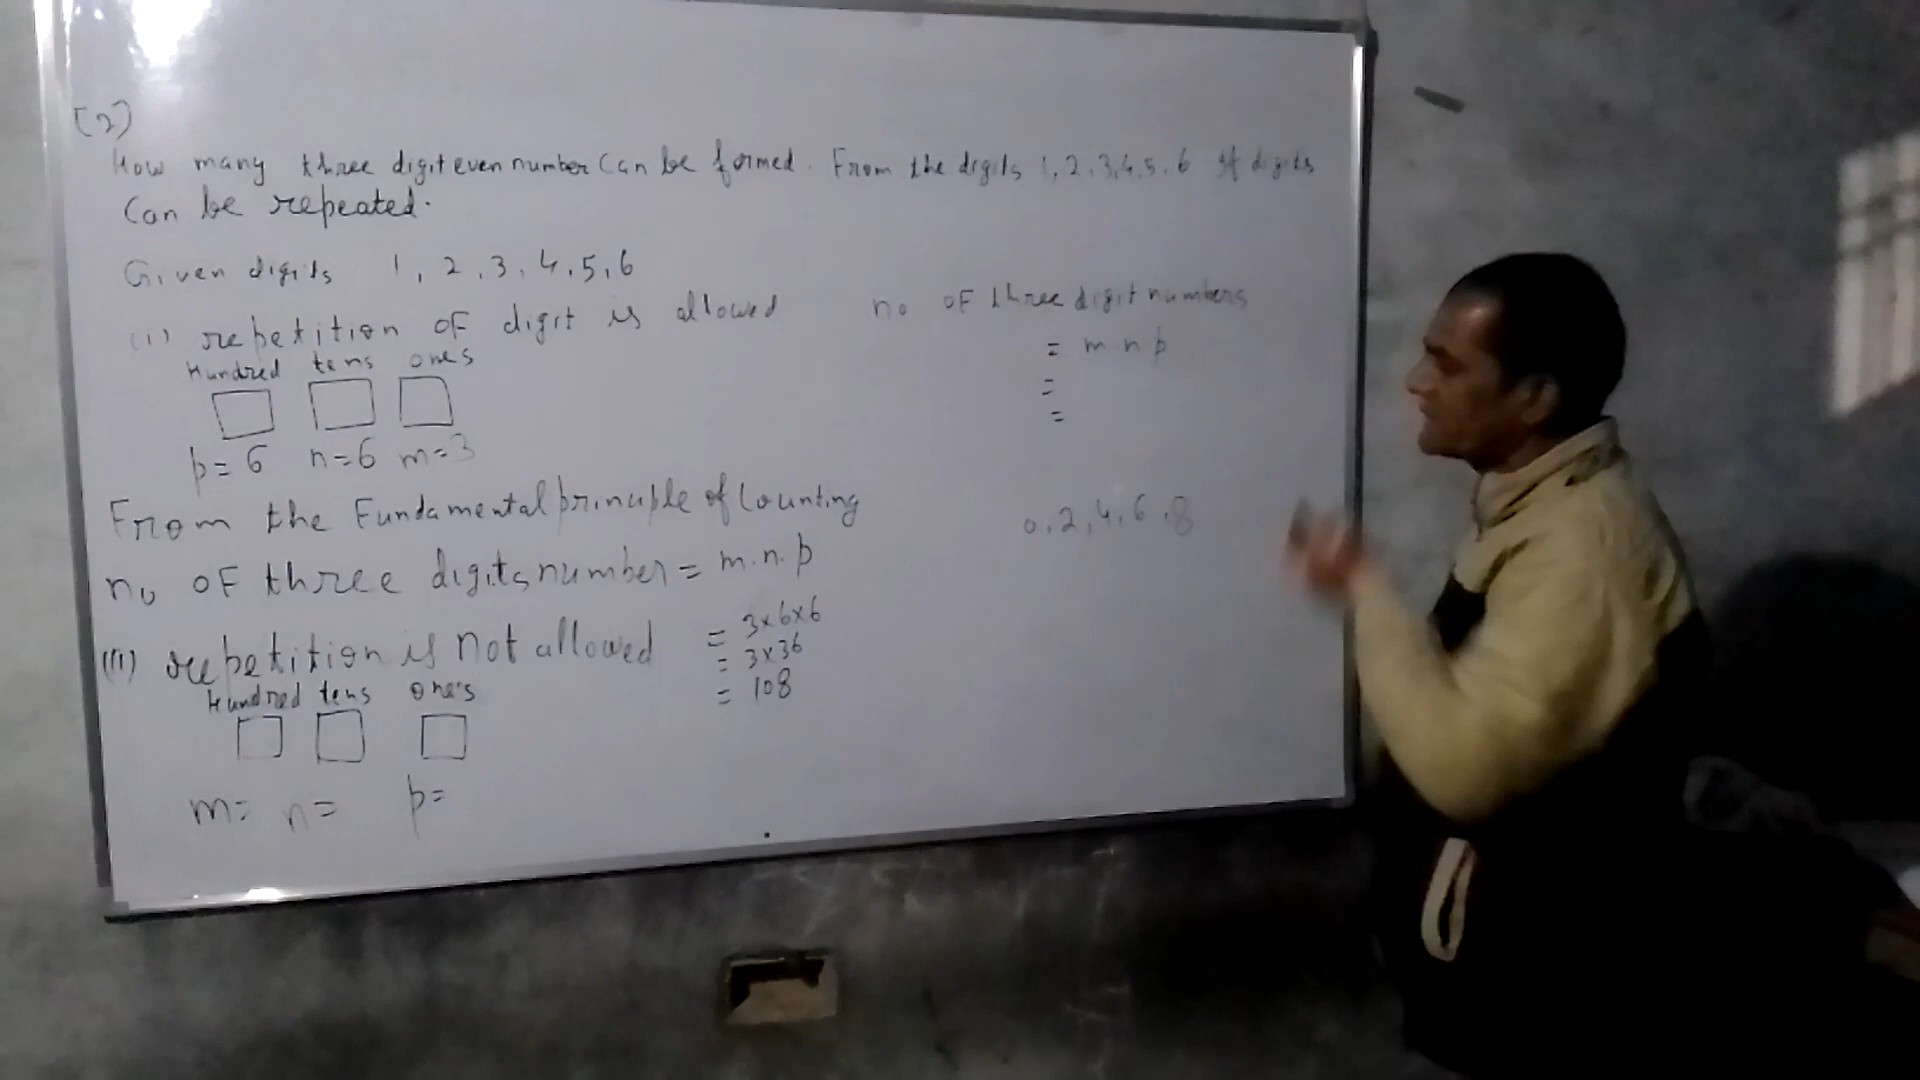 (2)
How many three digit even number can be formed. From the digits 1, 2, 3, 4, 5, 6 If digits
can be repeated.
Given digits 1, 2, 3, 4, 5, 6
(i) repetition of digit is allowed
Hundred tens ones
p = 6 n = 6 m = 3
From the Fundamental principle of Counting
no of three digits number = m.n.p
= 3x6x6
= 3x36
= 108
(ii) repetition is not allowed
Hundred tens one's
m= n= p=
no of three digit numbers
= m n p
=
=
0, 2, 4, 6, 8